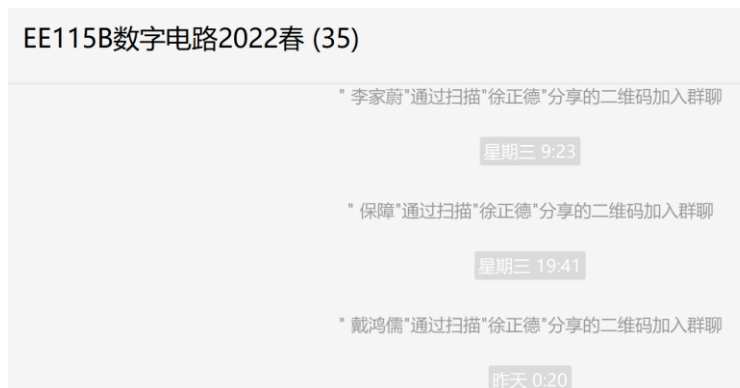 EE115B数字电路2022春 (35)
" 李家蔚"通过扫描"徐正德"分享的二维码加入群聊
星期三 9:23
" 保障"通过扫描"徐正德"分享的二维码加入群聊
星期三 19:41
" 戴鸿儒"通过扫描"徐正德"分享的二维码加入群聊
昨天 0:20